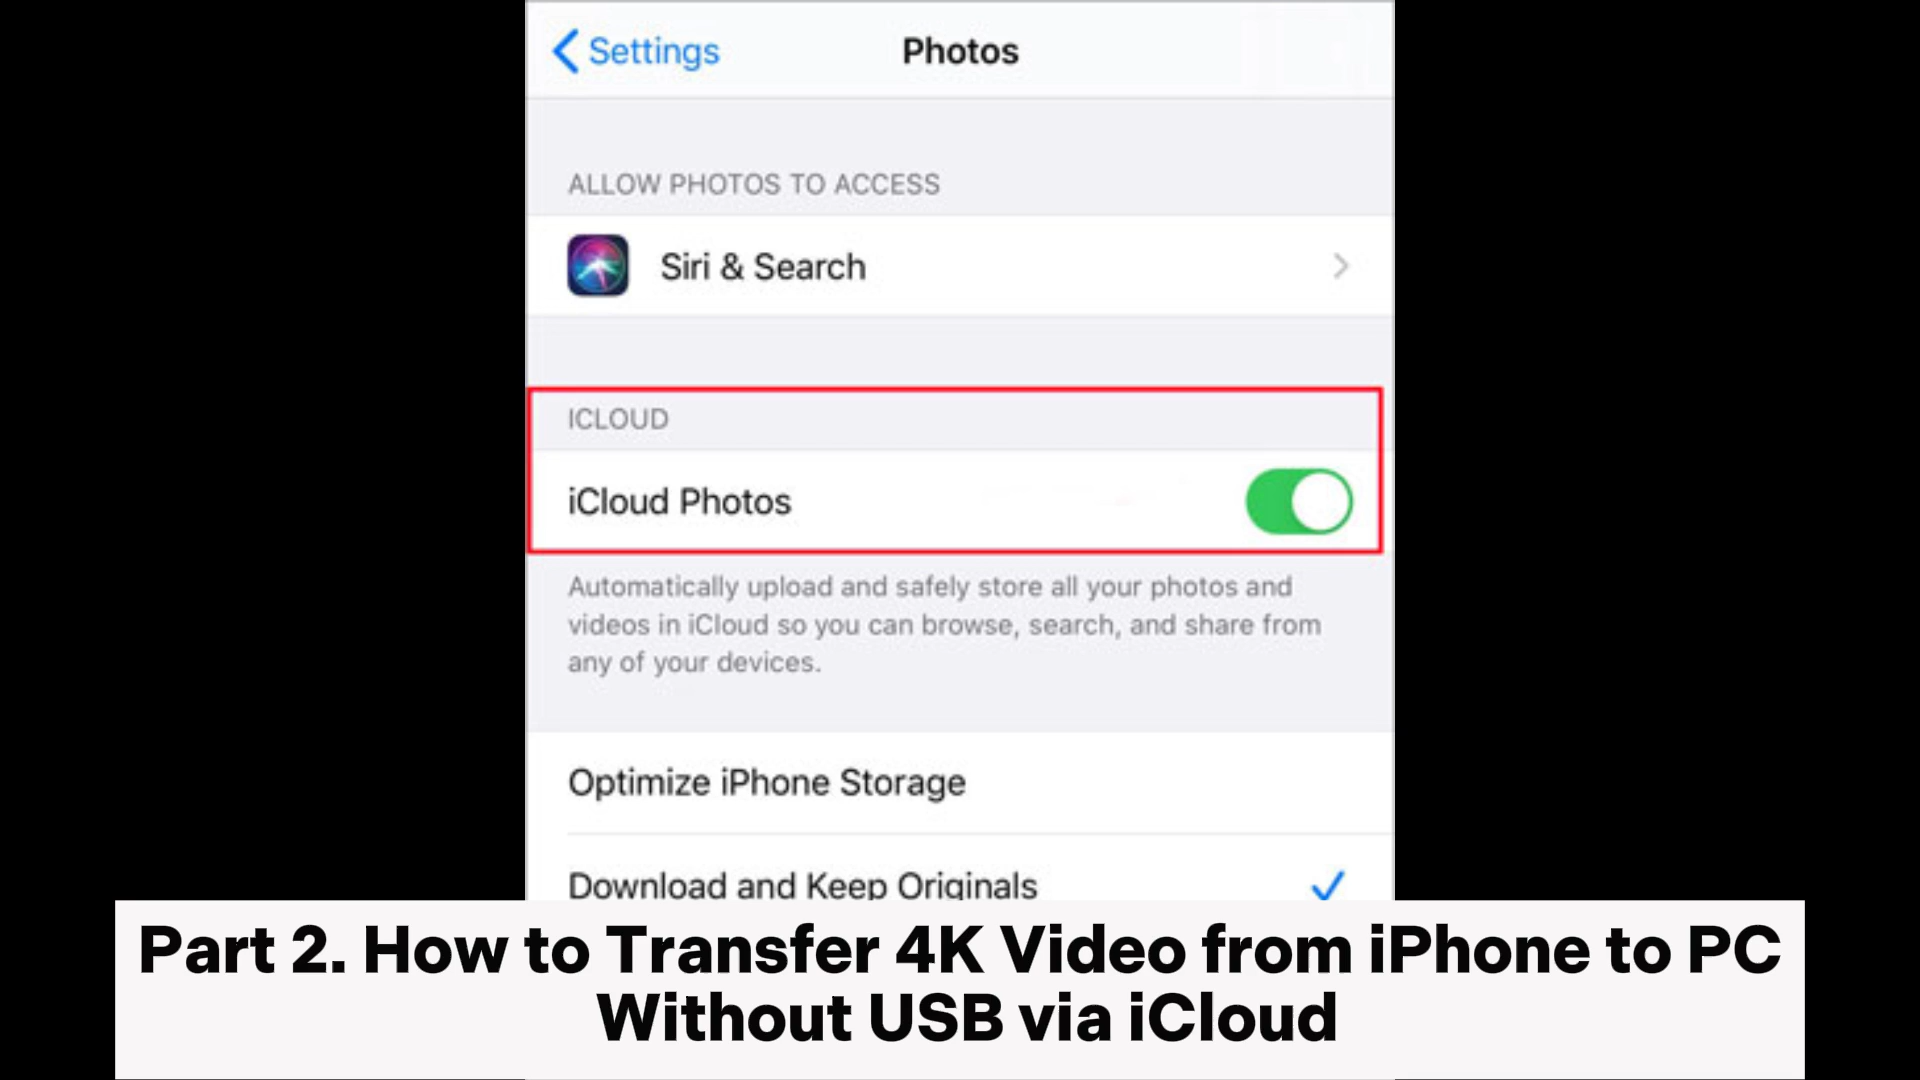 Settings
Photos
ALLOW PHOTOS TO ACCESS
Siri & Search
ICLOUD
iCloud Photos
Automatically upload and safely store all your photos and
videos in iCloud so you can browse, search, and share from
any of your devices.
Optimize iPhone Storage
Download and Keep Originals
Part 2. How to Transfer 4K Video from iPhone to PC
Without USB via iCloud